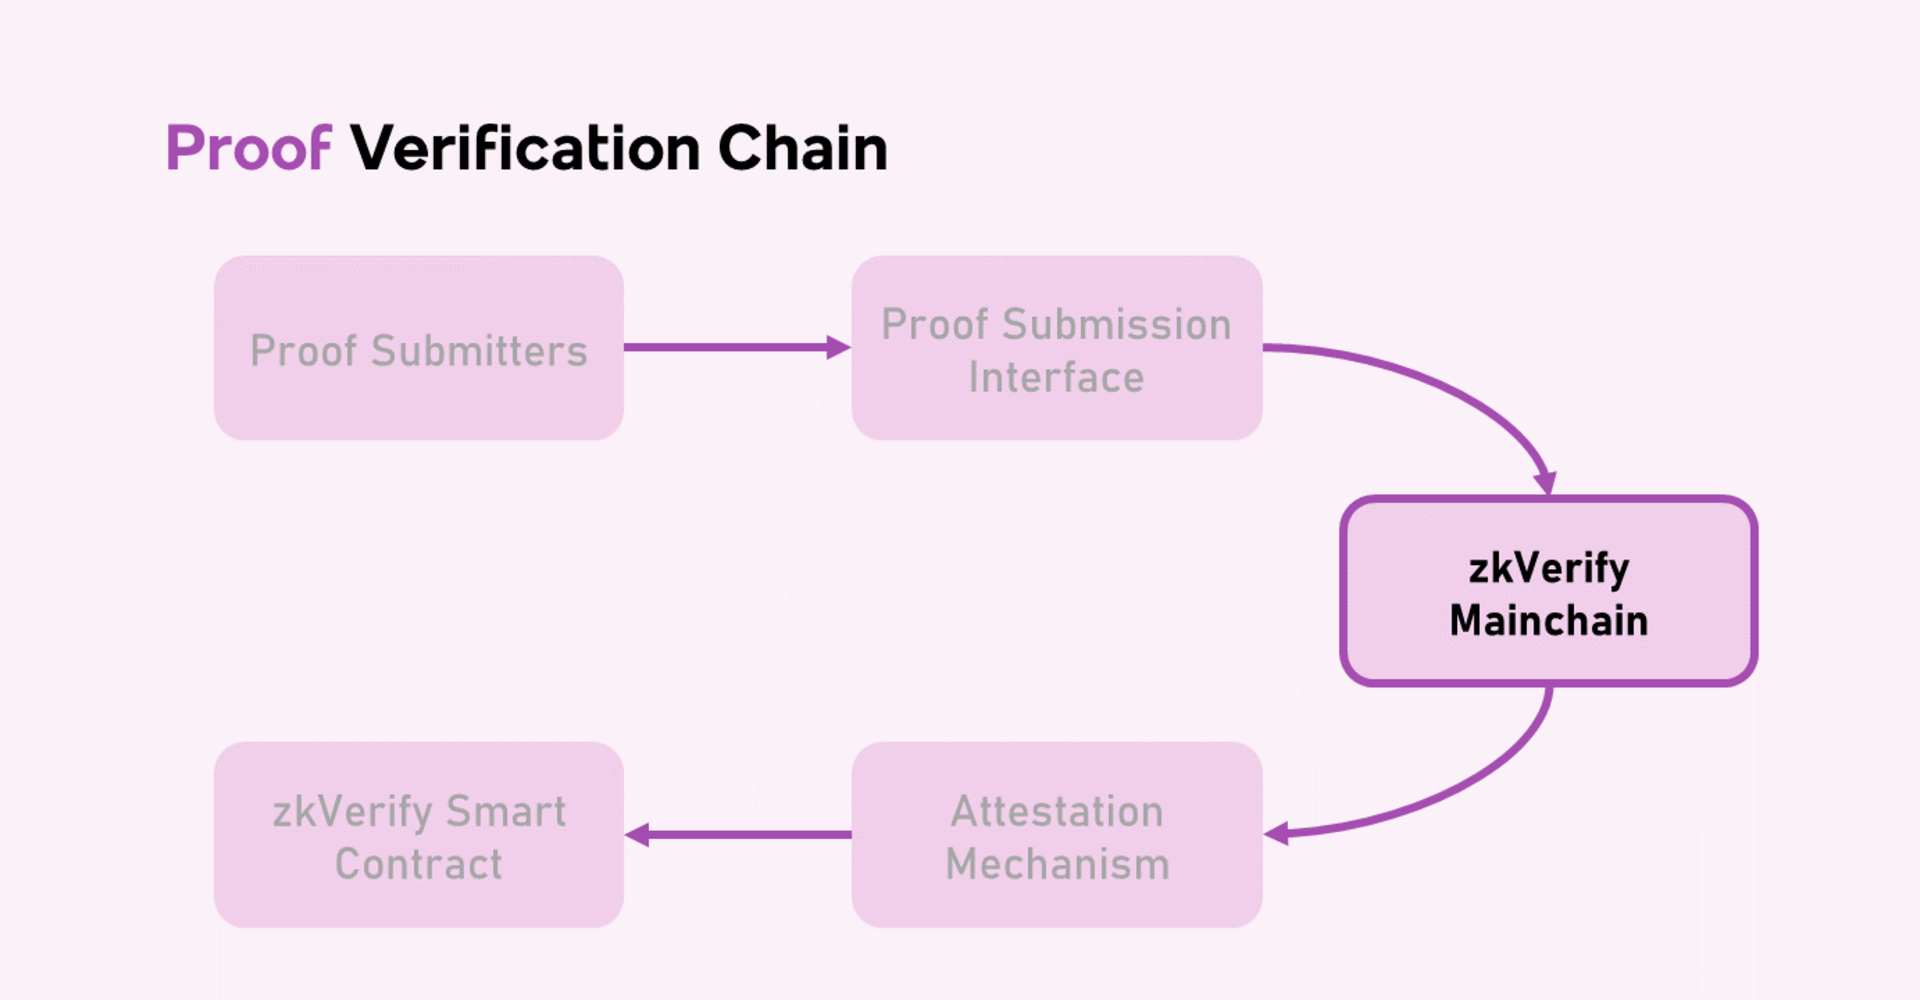 Proof Verification Chain
Proof Submitters
Proof Submission
Interface
zkVerify
Mainchain
Attestation
Mechanism
zkVerify Smart
Contract